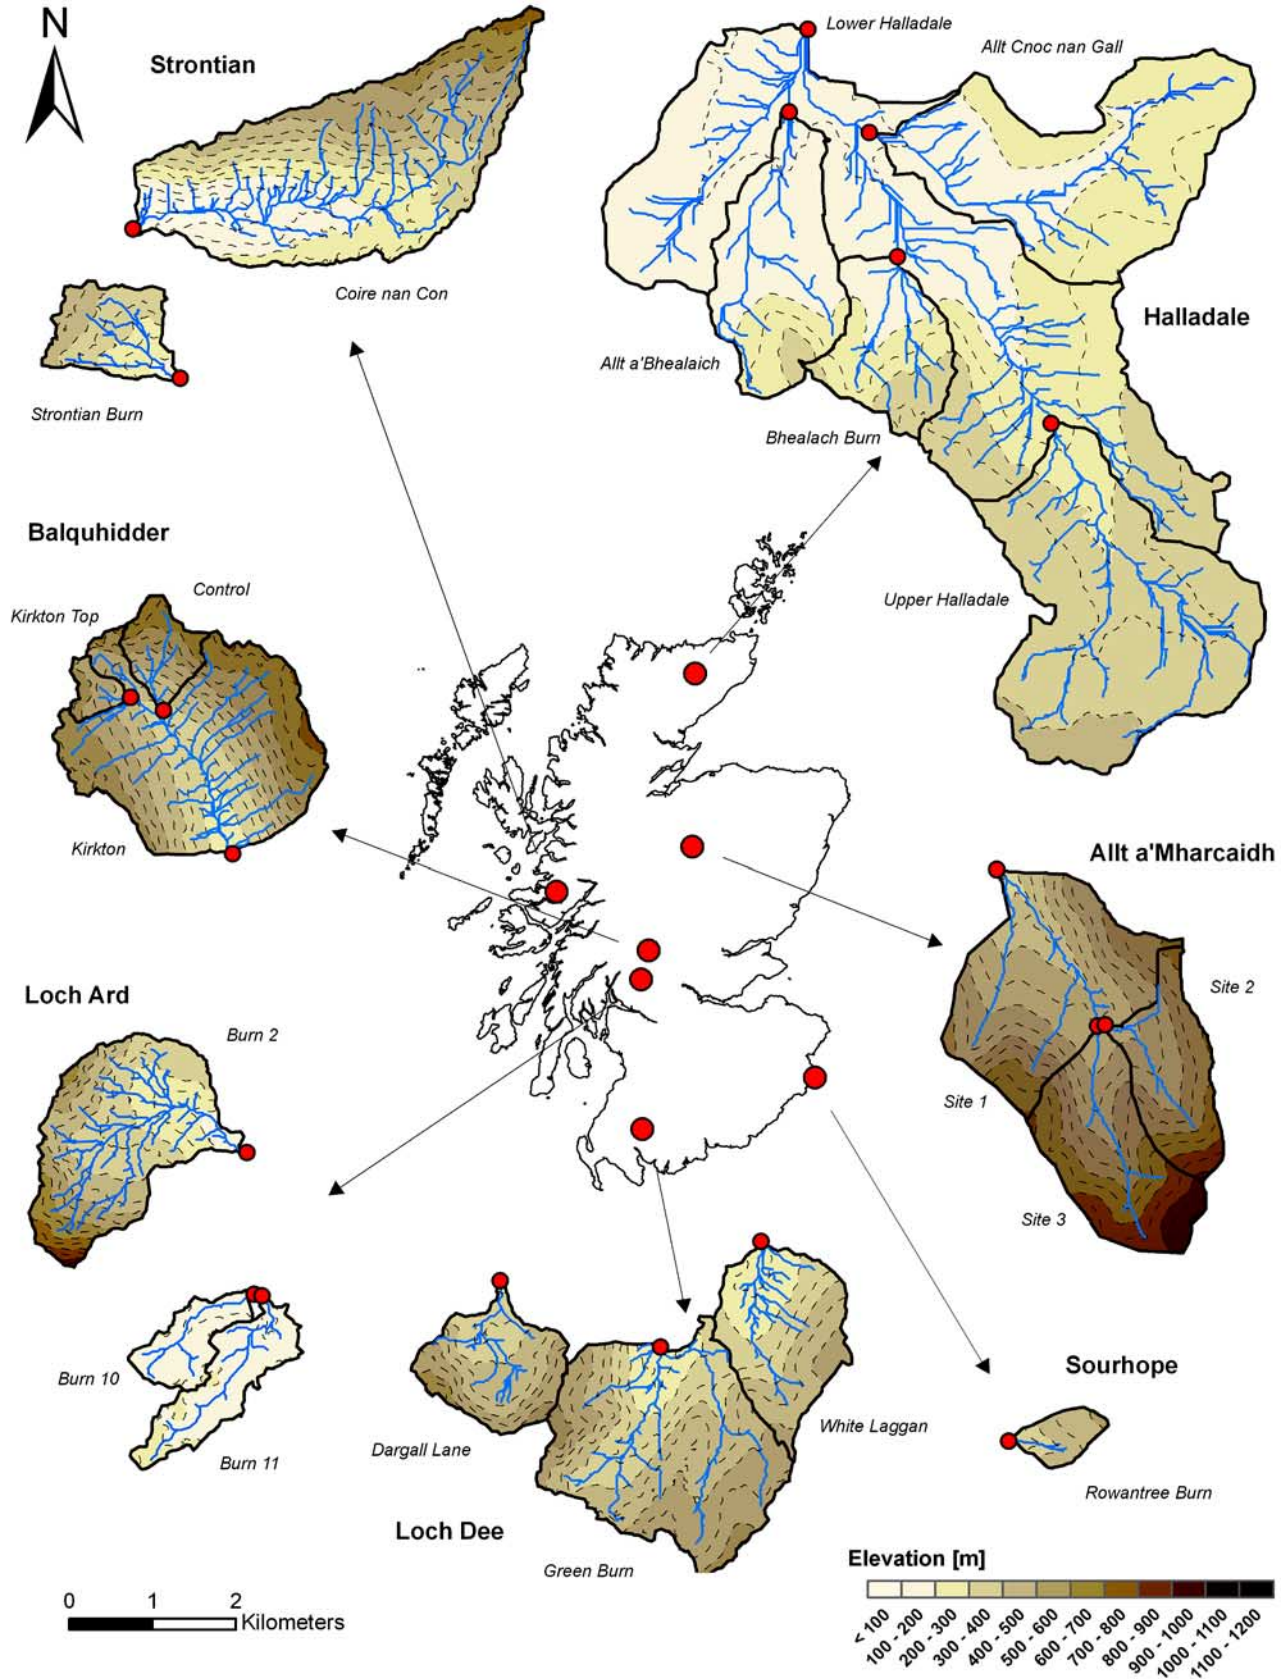 N
Strontian
Coire nan Con
Strontian Burn
Lower Halladale
Allt Cnoc nan Gall
Halladale
Allt a'Bhealaich
Bhealach Burn
Upper Halladale
Balquhidder
Control
Kirkton Top
Kirkton
Allt a'Mharcaidh
Site 2
Site 1
Site 3
Loch Ard
Burn 2
Burn 10
Burn 11
Dargall Lane
White Laggan
Loch Dee
Green Burn
Sourhope
Rowantree Burn
0 1 2
Kilometers
Elevation [m]
< 100
100 - 200
200 - 300
300 - 400
400 - 500
500 - 600
600 - 700
700 - 800
800 - 900
900 - 1000
1000 - 1100
1100 - 1200